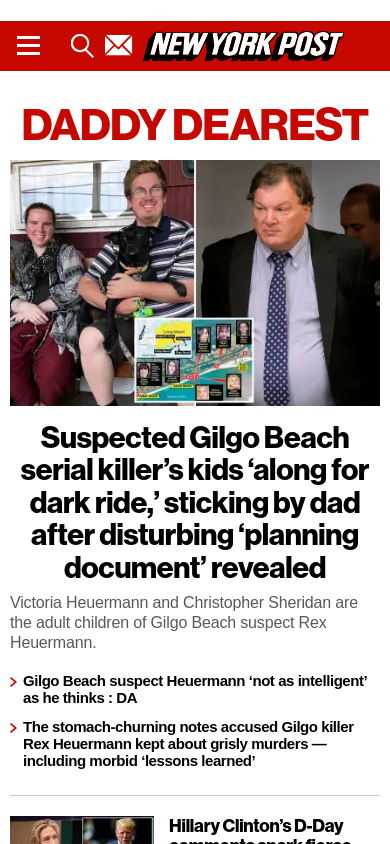 NEW YORK POST
DADDY DEAREST
Suspected Gilgo Beach
serial killer’s kids ‘along for
dark ride,’ sticking by dad
after disturbing ‘planning
document’ revealed
Victoria Heuermann and Christopher Sheridan are
the adult children of Gilgo Beach suspect Rex
Heuermann.
Gilgo Beach suspect Heuermann ‘not as intelligent’
as he thinks : DA
The stomach-churning notes accused Gilgo killer
Rex Heuermann kept about grisly murders —
including morbid ‘lessons learned’
Hillary Clinton’s D-Day
comments spark fierce